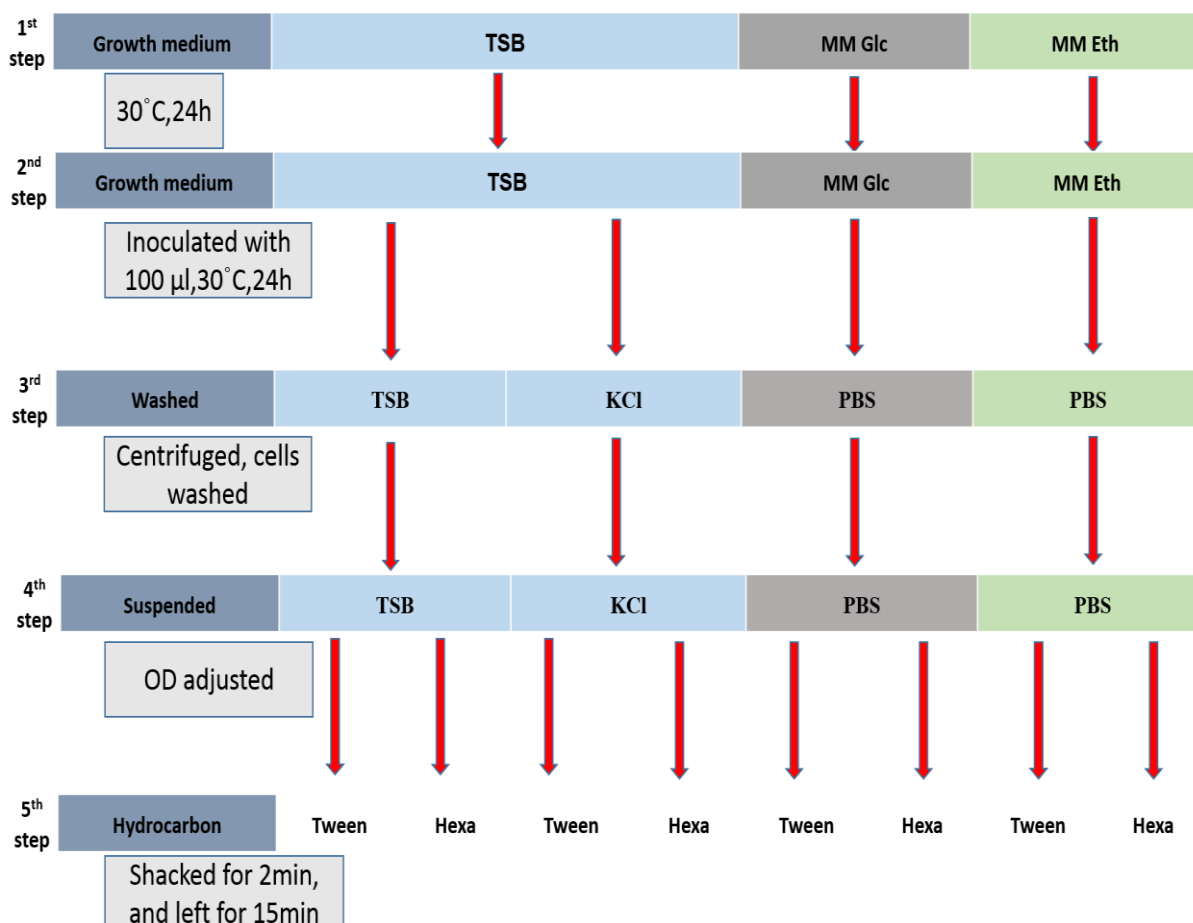 1st step
Growth medium TSB MM Glc MM Eth
30°C,24h
2nd step
Growth medium TSB MM Glc MM Eth
Inoculated with
100 µl,30°C,24h
3rd step
Washed TSB KCl PBS PBS
Centrifuged, cells
washed
4th step
Suspended TSB KCl PBS PBS
OD adjusted
5th step
Hydrocarbon Tween Hexa Tween Hexa Tween Hexa Tween Hexa
Shacked for 2min,
and left for 15min